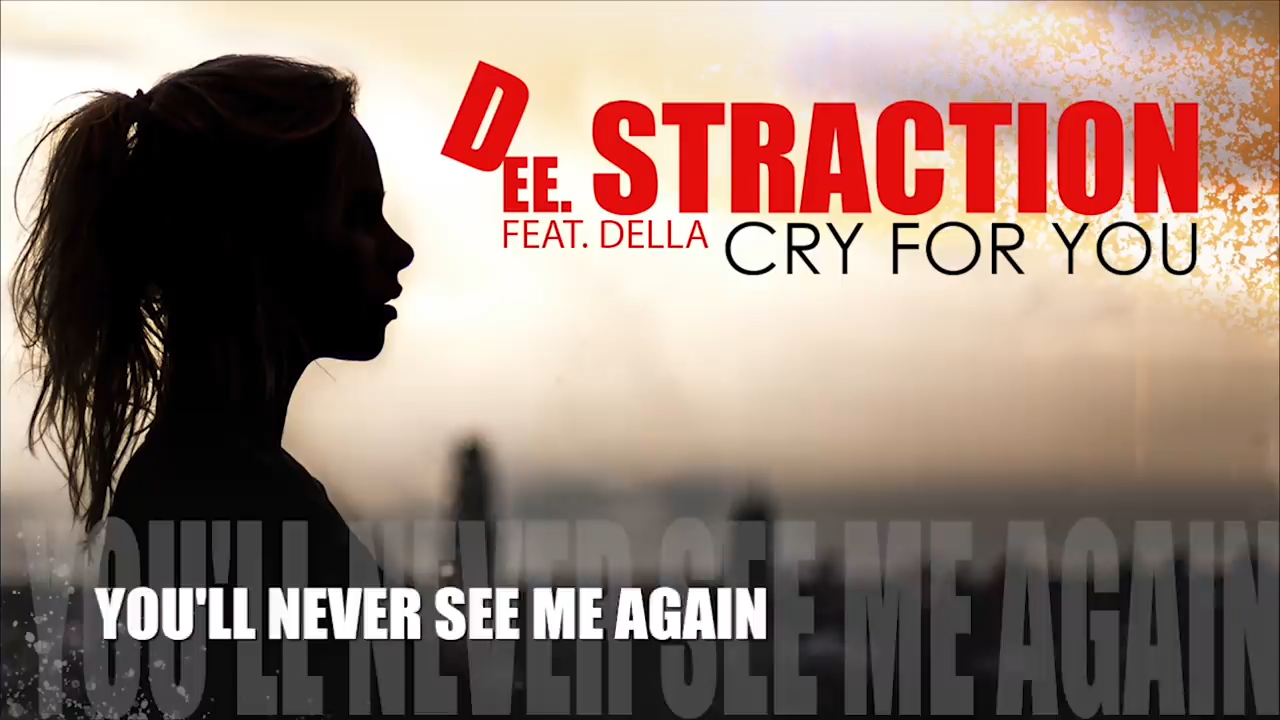 DEE. STRACTION
FEAT. DELLA CRY FOR YOU
YOU'LL NEVER SEE ME AGAIN
YOU'LL NEVER SEE ME AGAIN